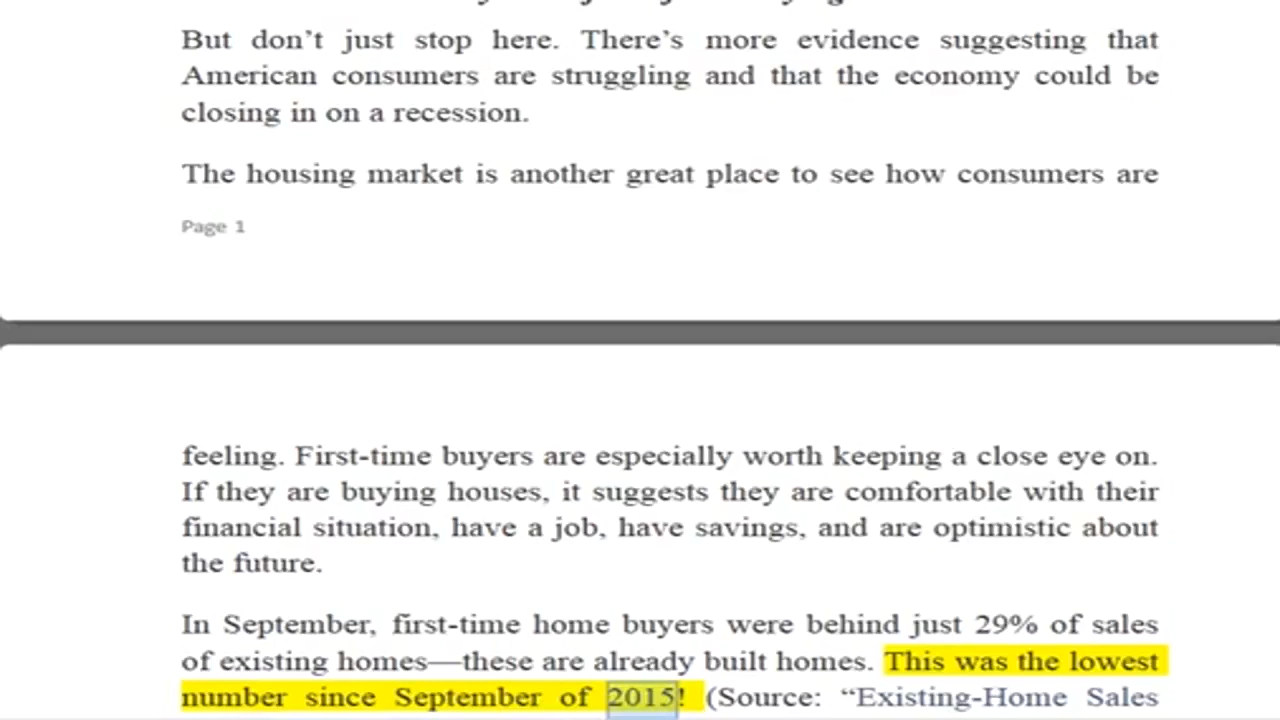 But don’t just stop here. There’s more evidence suggesting that
American consumers are struggling and that the economy could be
closing in on a recession.
The housing market is another great place to see how consumers are
Page 1
feeling. First-time buyers are especially worth keeping a close eye on.
If they are buying houses, it suggests they are comfortable with their
financial situation, have a job, have savings, and are optimistic about
the future.
In September, first-time home buyers were behind just 29% of sales
of existing homes—these are already built homes. This was the lowest
number since September of 2015! (Source: “Existing-Home Sales